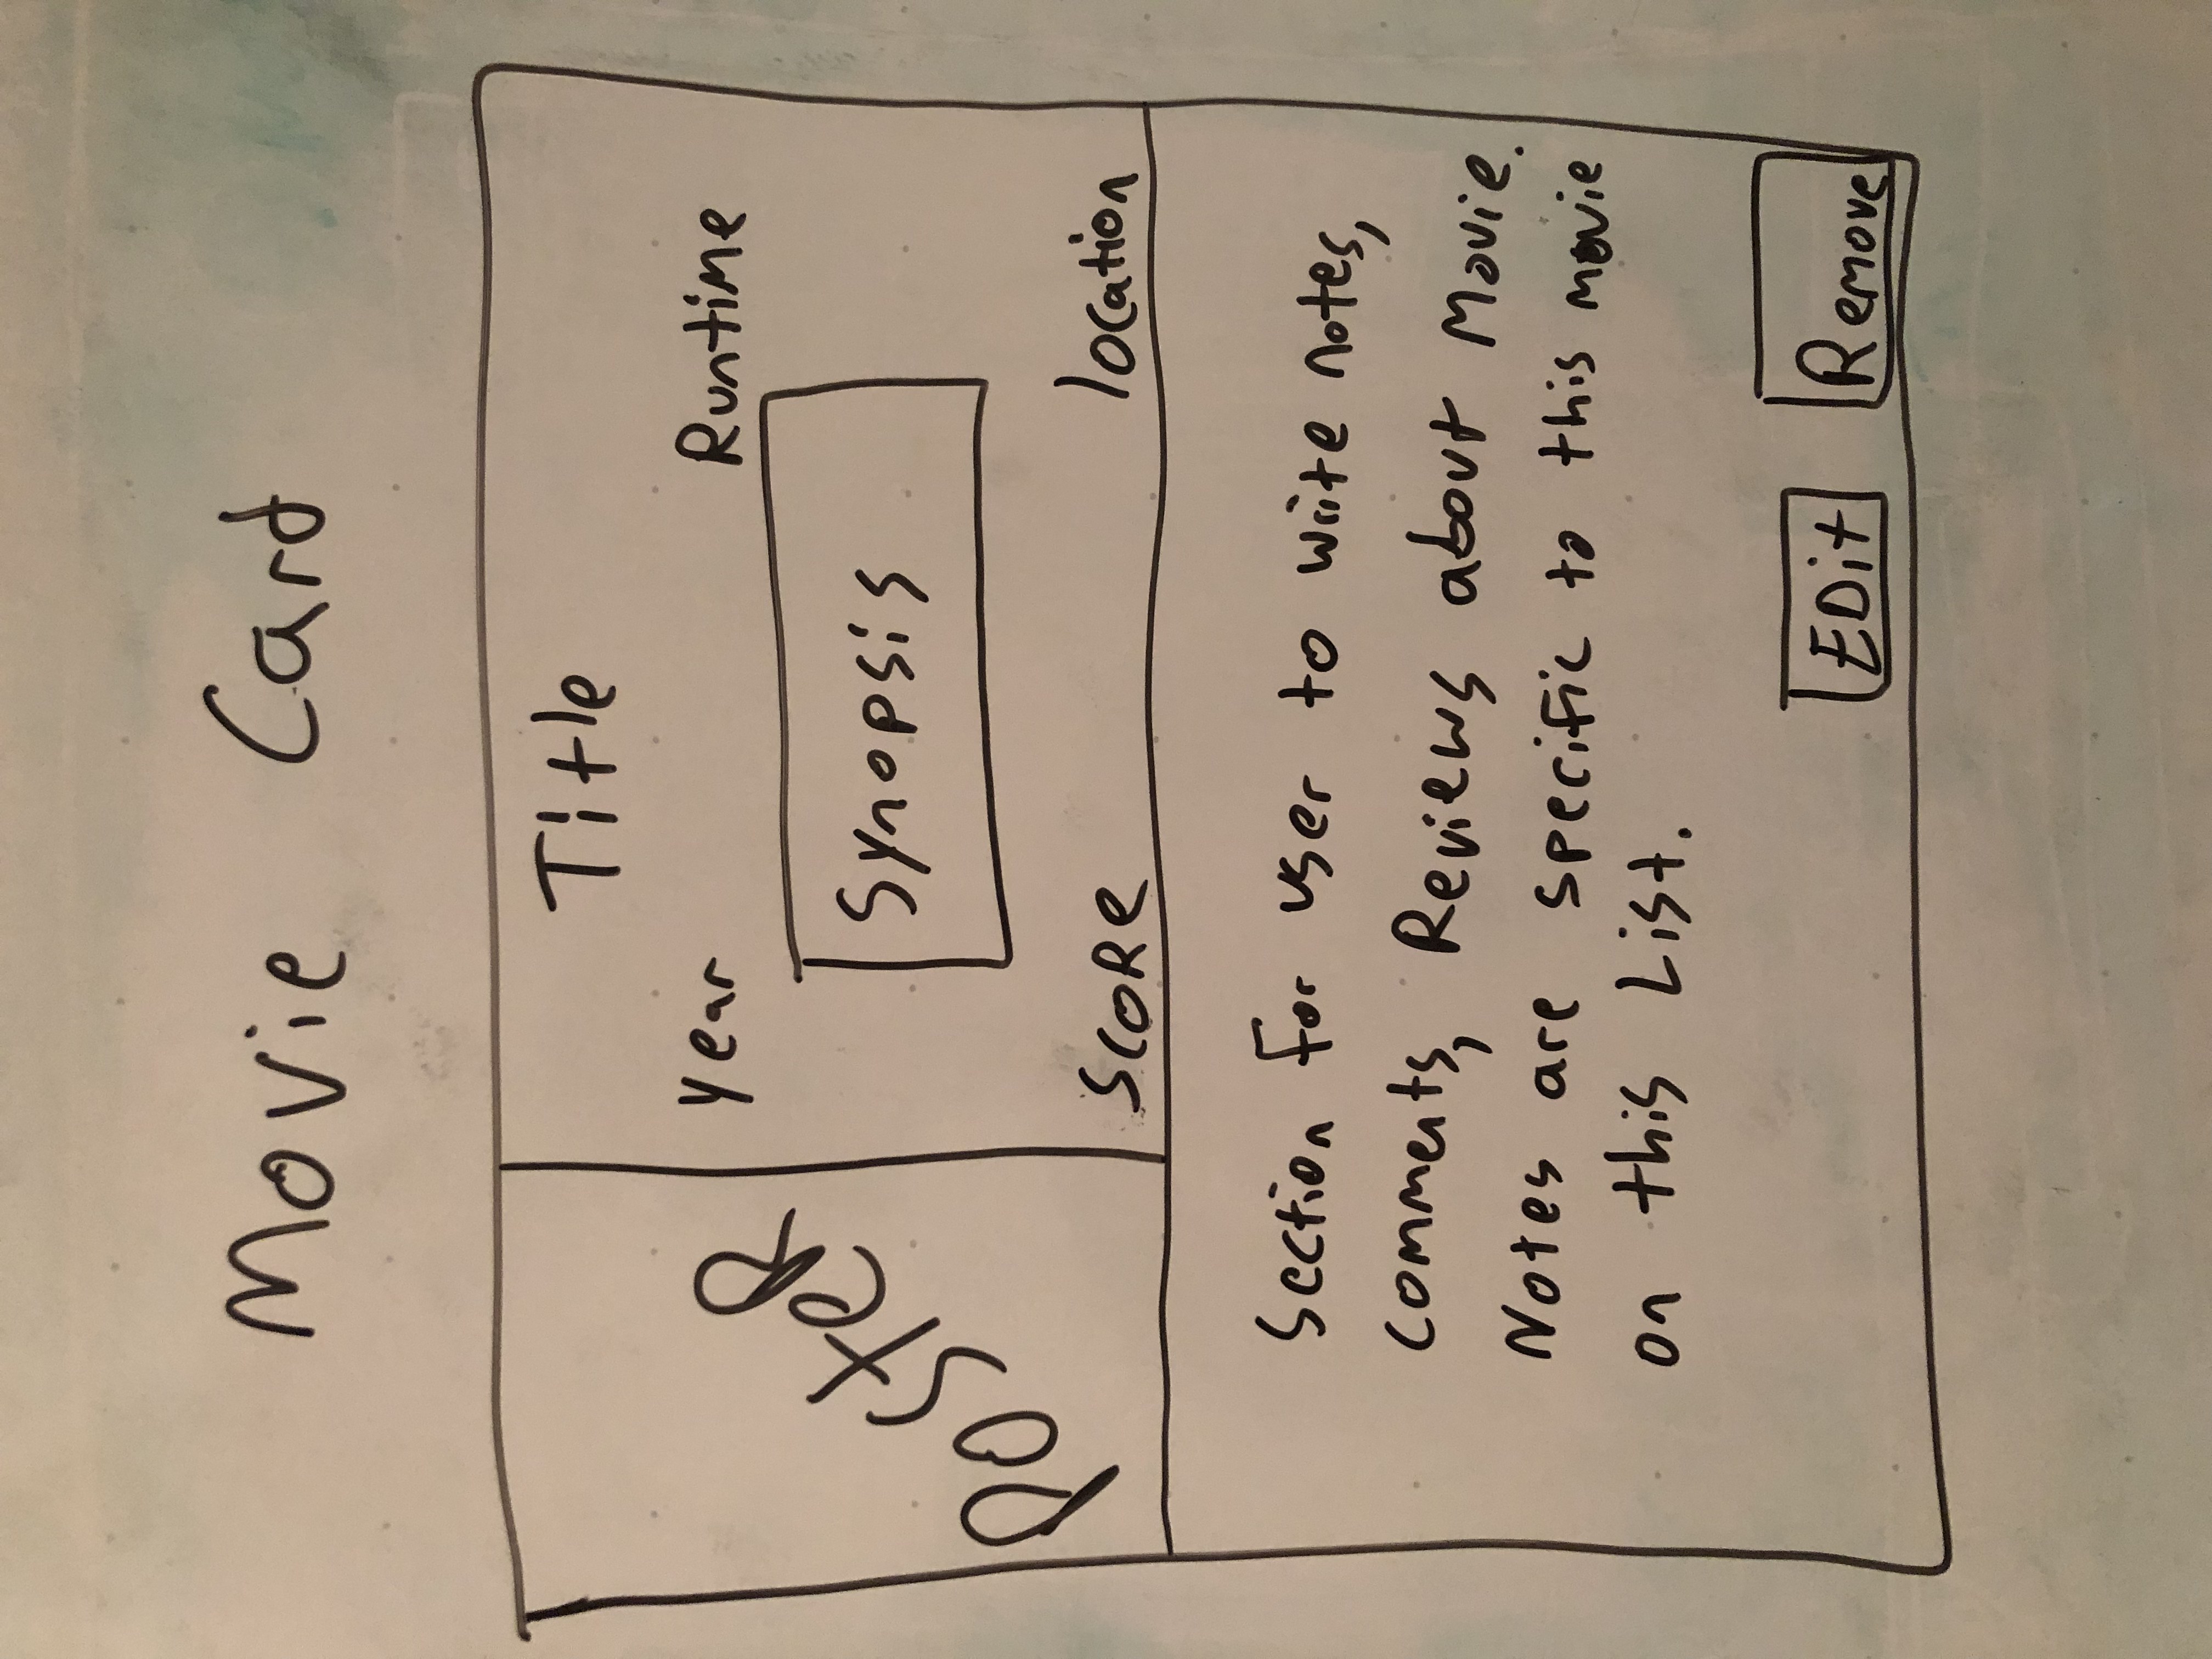 Movie Card
Title
Year
Runtime
Poster
Synopsis
Score
location
Section for user to write notes,
comments, Reviews about Movie.
Notes are specific to this movie
on this List.
EDit
Remove